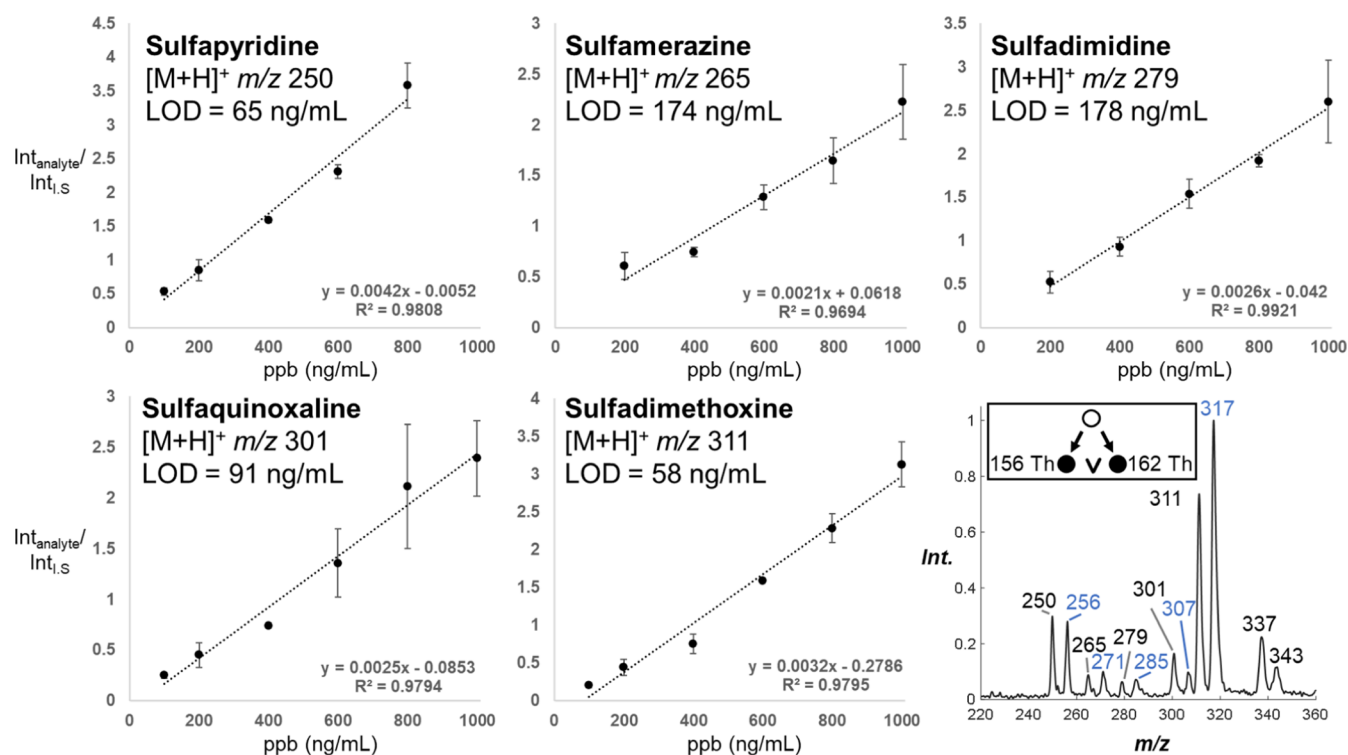 Sulfapyridine
[M+H]⁺ m/z 250
LOD = 65 ng/mL
Int_analyte/
Int_I.S
4.5
4
3.5
3
2.5
2
1.5
1
0.5
0
y = 0.0042x - 0.0052
R² = 0.9808
0 200 400 600 800 1000
ppb (ng/mL)
Sulfamerazine
[M+H]⁺ m/z 265
LOD = 174 ng/mL
3
2.5
2
1.5
1
0.5
0
y = 0.0021x + 0.0618
R² = 0.9694
0 200 400 600 800 1000
ppb (ng/mL)
Sulfadimidine
[M+H]⁺ m/z 279
LOD = 178 ng/mL
3.5
3
2.5
2
1.5
1
0.5
0
y = 0.0026x - 0.042
R² = 0.9921
0 200 400 600 800 1000
ppb (ng/mL)
Sulfaquinoxaline
[M+H]⁺ m/z 301
LOD = 91 ng/mL
Int_analyte/
Int_I.S
3
2.5
2
1.5
1
0.5
0
y = 0.0025x - 0.0853
R² = 0.9794
0 200 400 600 800 1000
ppb (ng/mL)
Sulfadimethoxine
[M+H]⁺ m/z 311
LOD = 58 ng/mL
4
3.5
3
2.5
2
1.5
1
0.5
0
y = 0.0032x - 0.2786
R² = 0.9795
0 200 400 600 800 1000
ppb (ng/mL)
317
156 Th v 162 Th
311
250
256
265
271
279
285
301
307
337
343
Int.
1
0.8
0.6
0.4
0.2
0
220 240 260 280 300 320 340 360
m/z